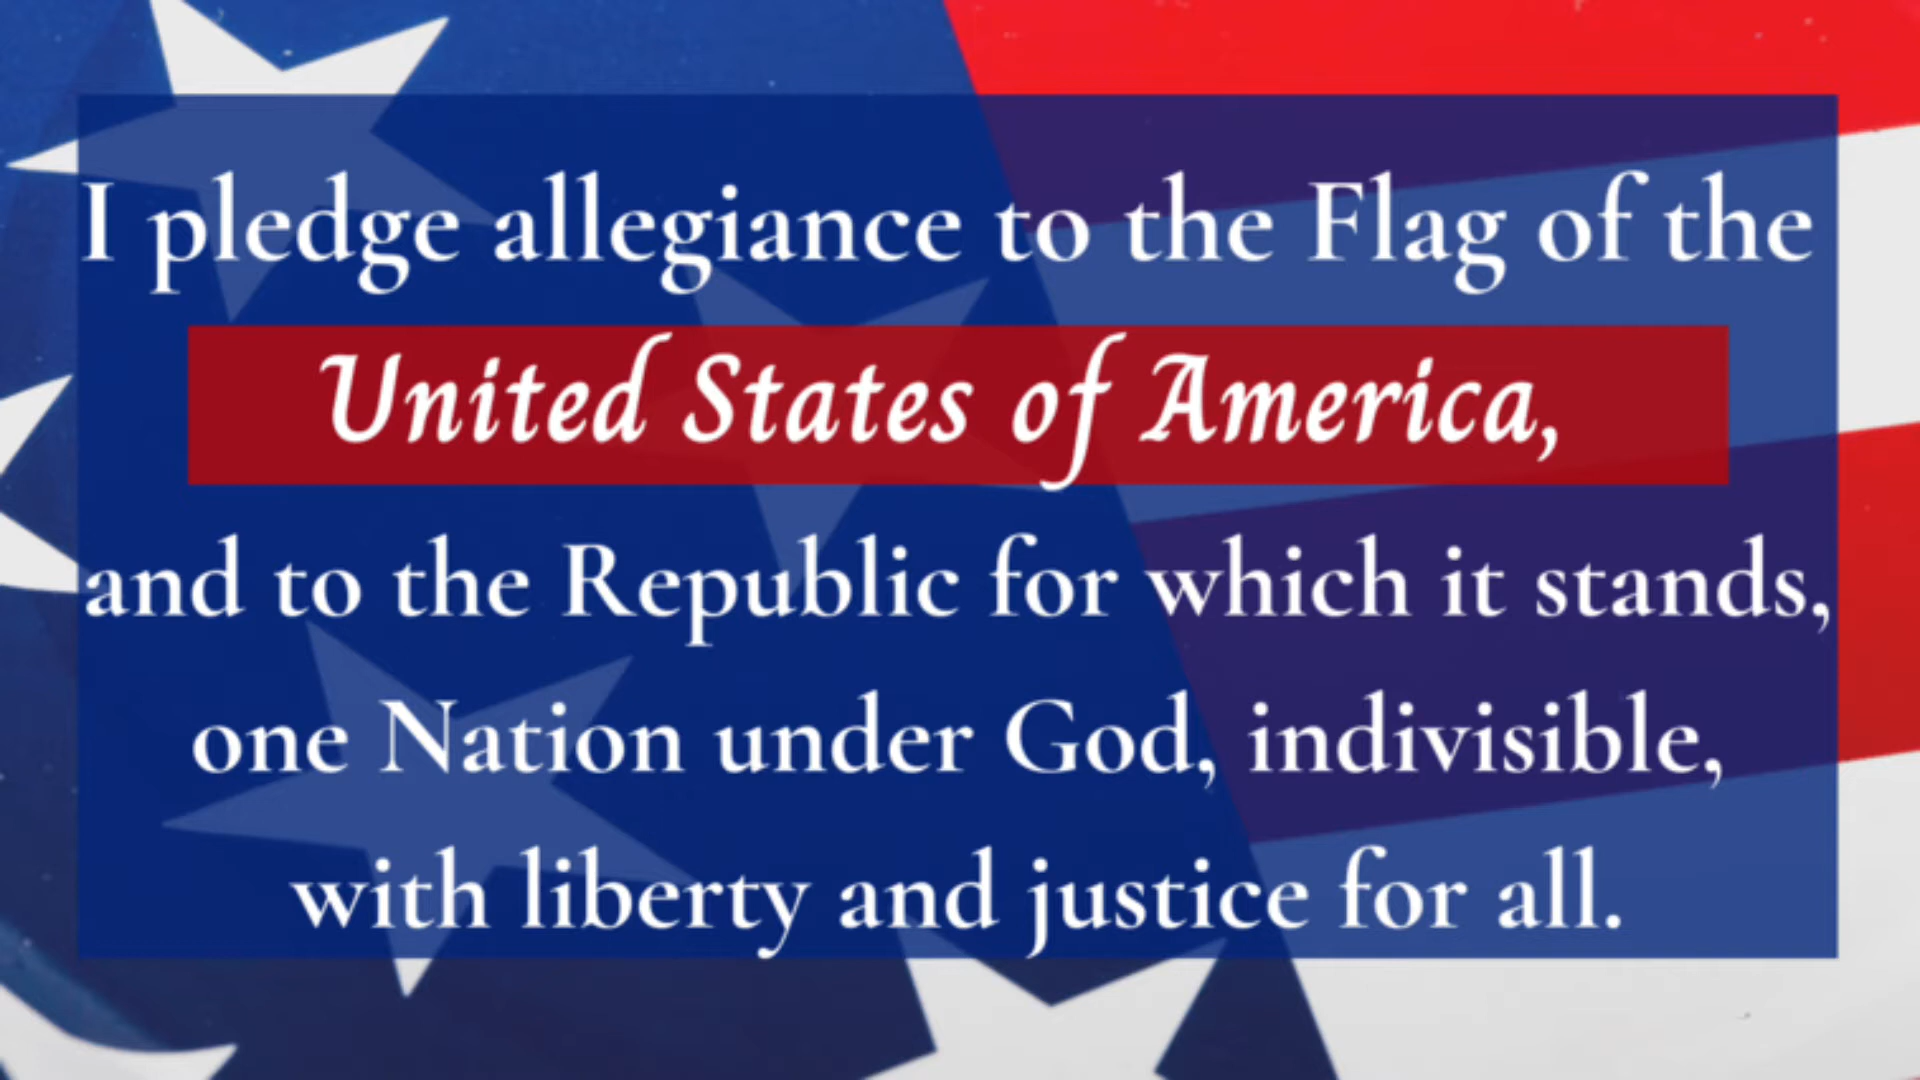 I pledge allegiance to the Flag of the
United States of America,
and to the Republic for which it stands,
one Nation under God, indivisible,
with liberty and justice for all.